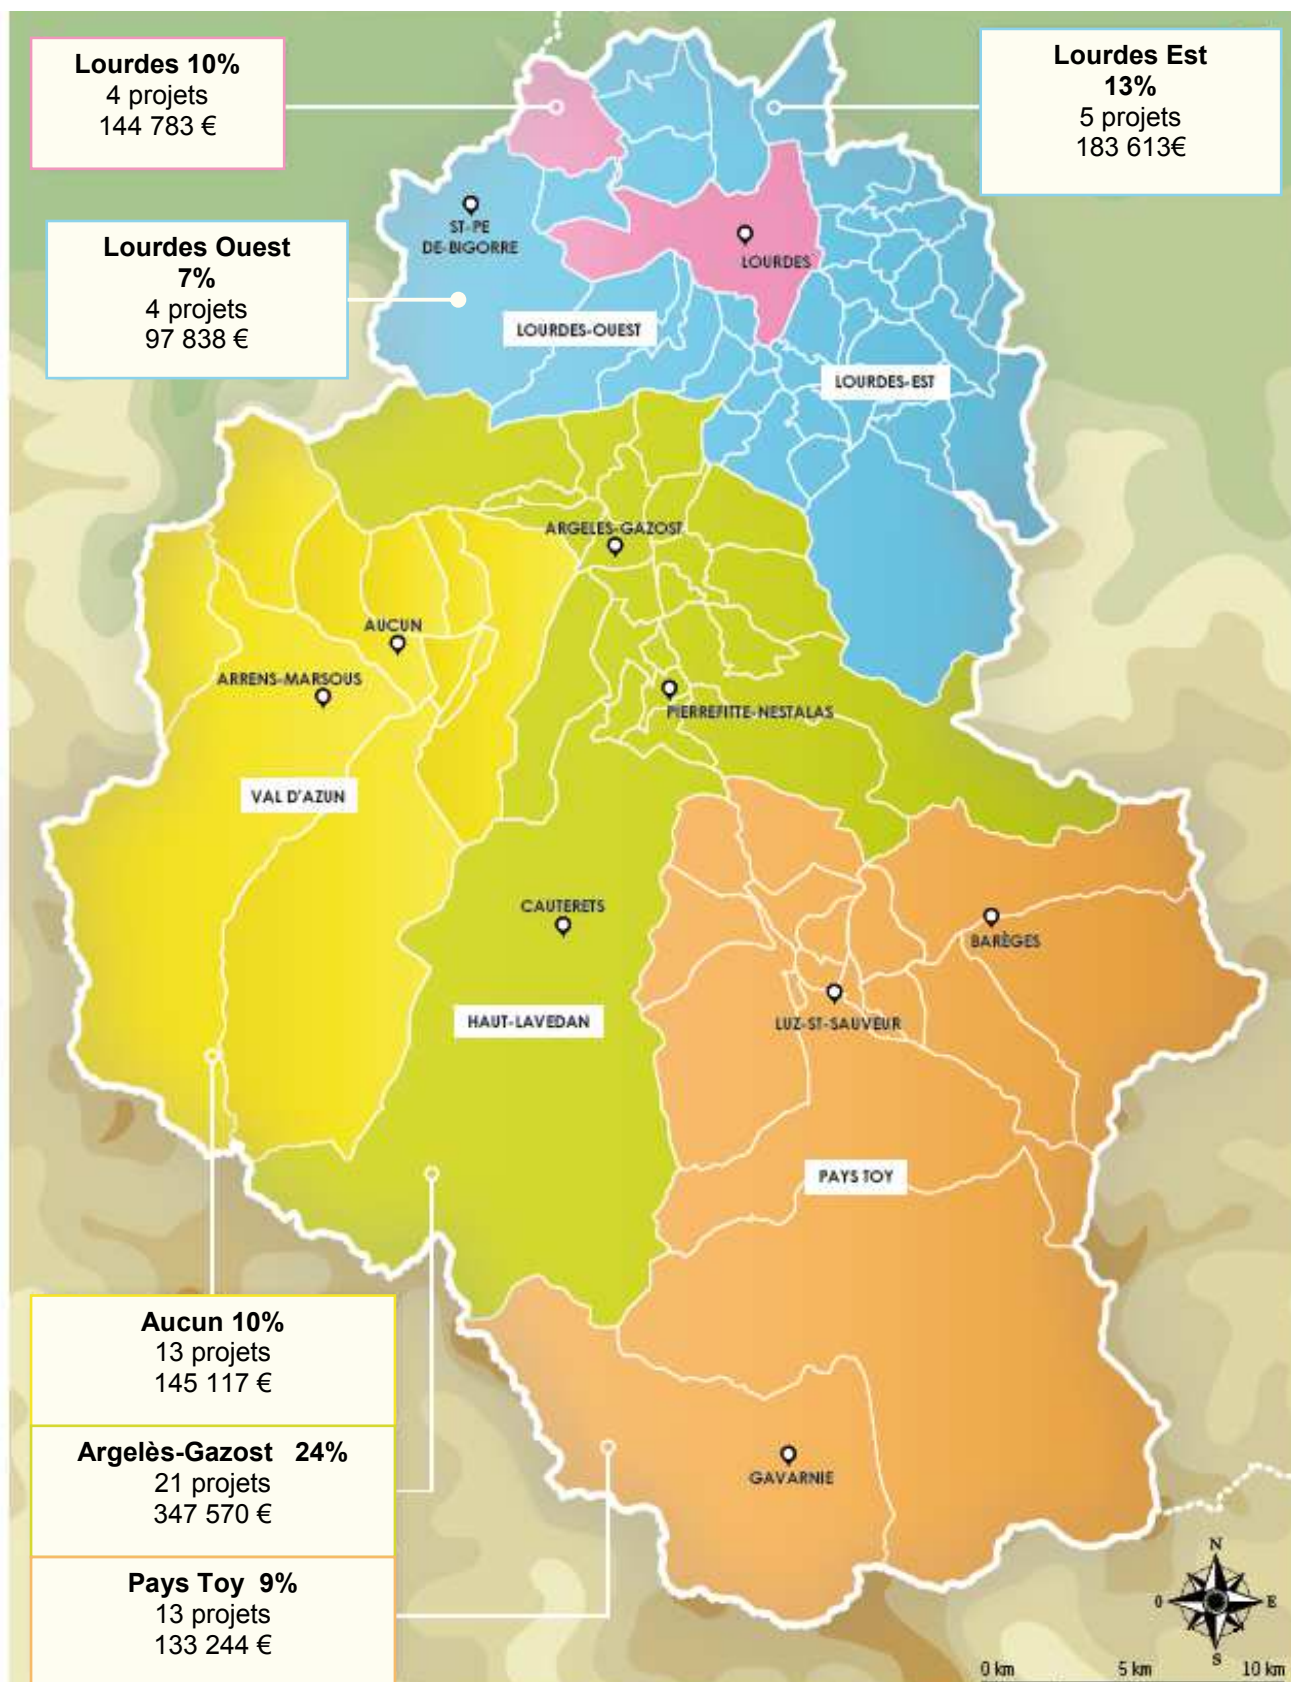 Lourdes 10%
4 projets
144 783 €
Lourdes Est
13%
5 projets
183 613€
Lourdes Ouest
7%
4 projets
97 838 €
ST-PE
DE-BIGORRE
LOURDES
LOURDES-OUEST
LOURDES-EST
ARGELES-GAZOST
AUCUN
ARRENS-MARSOUS
PIERREFITTE-NESTALAS
VAL D'AZUN
CAUTERETS
BARÈGES
HAUT-LAVEDAN
LUZ-ST-SAUVEUR
PAYS TOY
Aucun 10%
13 projets
145 117 €
Argelès-Gazost 24%
21 projets
347 570 €
Pays Toy 9%
13 projets
133 244 €
GAVARNIE
N
O
E
S
0 km
5 km
10 km